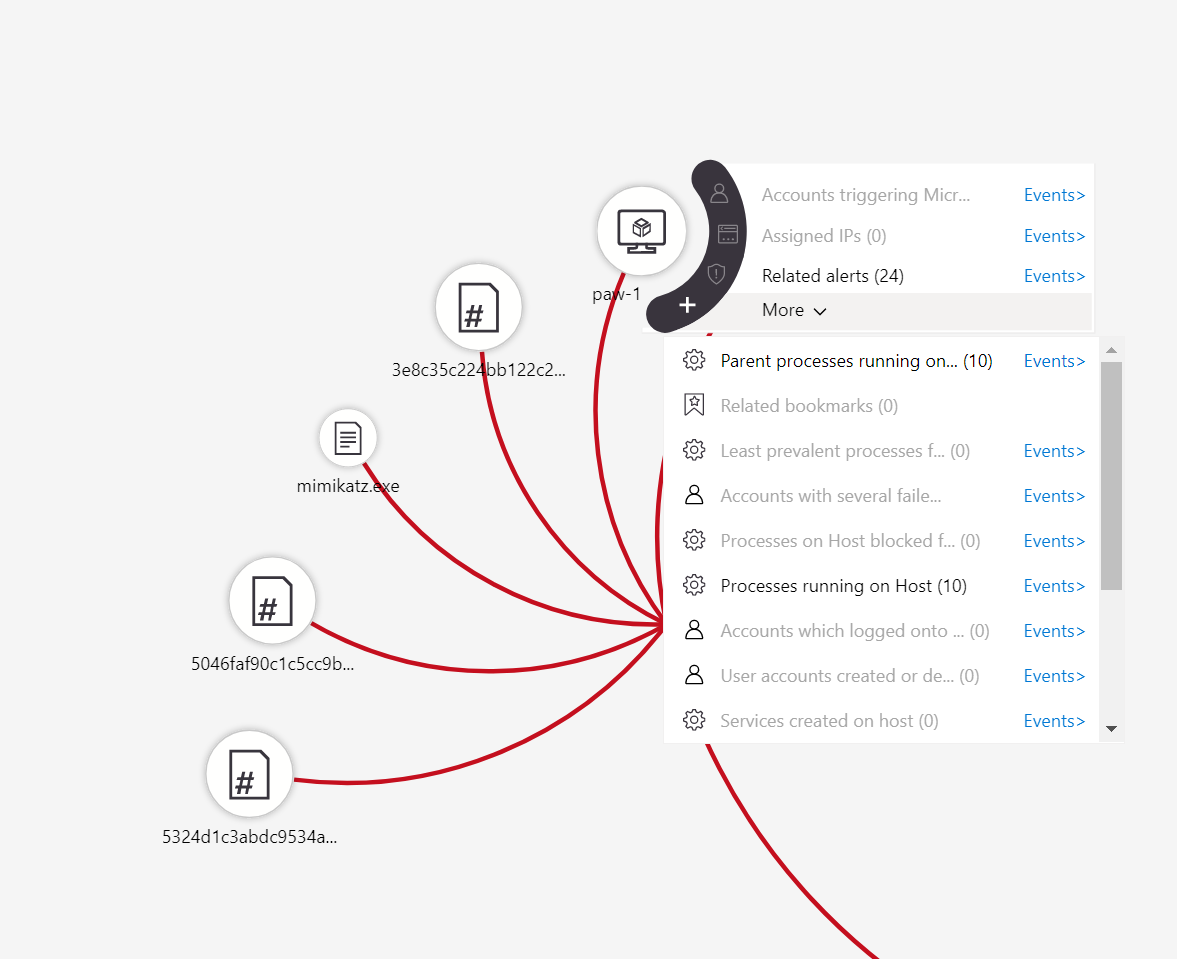 Accounts triggering Micr... Events>
Assigned IPs (0) Events>
Related alerts (24) Events>
More
paw-1
3e8c35c224bb122c2...
mimikatz.exe
5046faf90c1c5cc9b...
5324d1c3abdc9534a...
Parent processes running on... (10) Events>
Related bookmarks (0)
Least prevalent processes f... (0) Events>
Accounts with several faile... Events>
Processes on Host blocked f... (0) Events>
Processes running on Host (10) Events>
Accounts which logged onto ... (0) Events>
User accounts created or de... (0) Events>
Services created on host (0) Events>